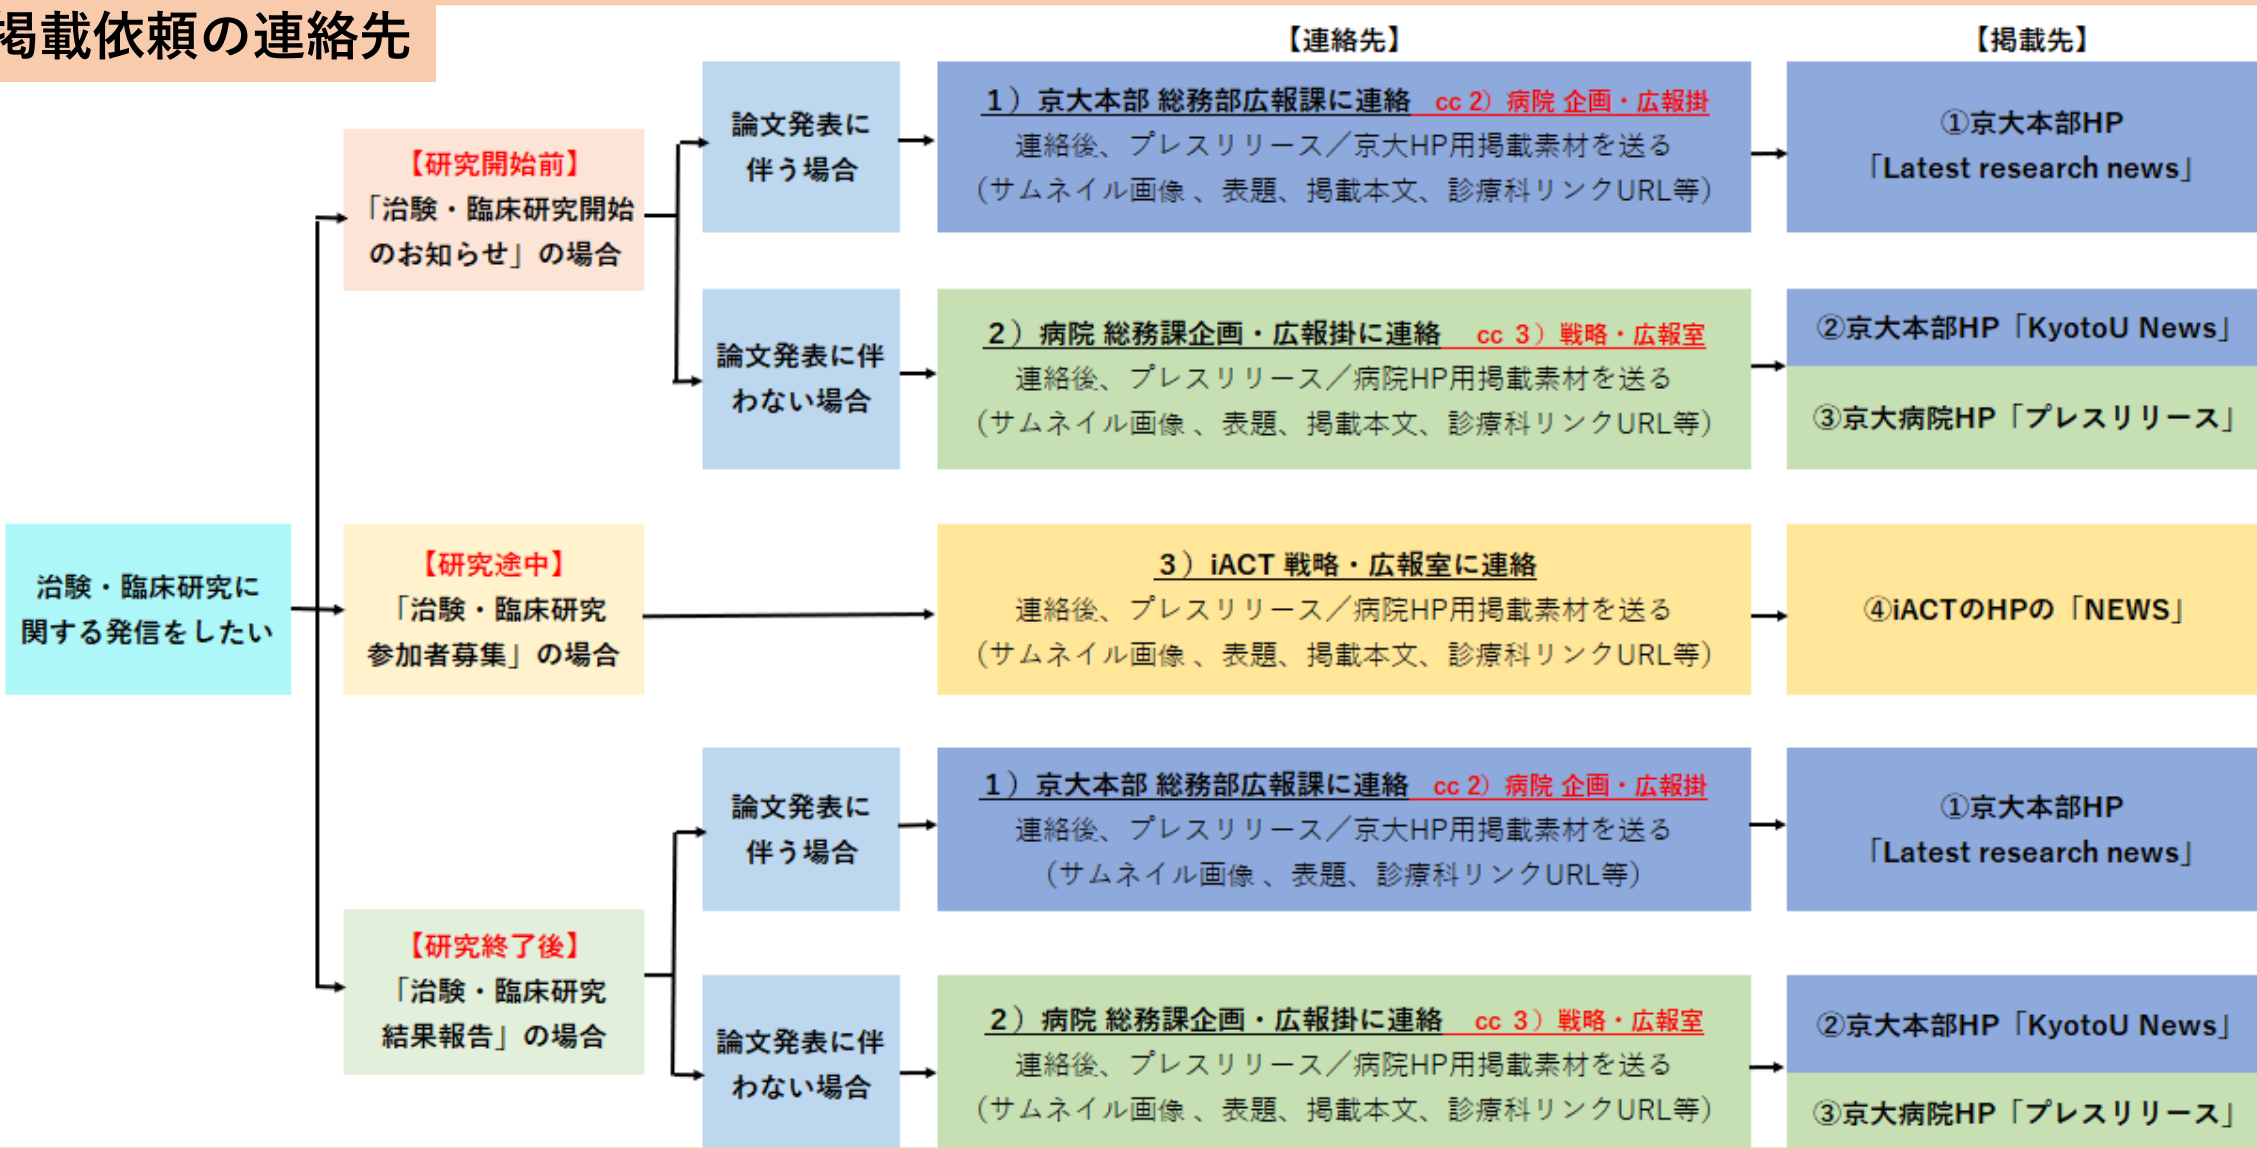 掲載依頼の連絡先
【連絡先】
【掲載先】
治験・臨床研究に
関する発信をしたい
【研究開始前】
「治験・臨床研究開始
のお知らせ」の場合
論文発表に
伴う場合
1）京大本部 総務部広報課に連絡 cc 2）病院 企画・広報掛
連絡後、プレスリリース／京大HP用掲載素材を送る
（サムネイル画像 、表題、掲載本文、診療科リンクURL等）
①京大本部HP
「Latest research news」
論文発表に伴
わない場合
2）病院 総務課企画・広報掛に連絡 cc 3）戦略・広報室
連絡後、プレスリリース／病院HP用掲載素材を送る
（サムネイル画像 、表題、掲載本文、診療科リンクURL等）
②京大本部HP「KyotoU News」
③京大病院HP「プレスリリース」
【研究途中】
「治験・臨床研究
参加者募集」の場合
3）iACT 戦略・広報室に連絡
連絡後、プレスリリース／病院HP用掲載素材を送る
（サムネイル画像 、表題、掲載本文、診療科リンクURL等）
④iACTのHPの「NEWS」
【研究終了後】
「治験・臨床研究
結果報告」の場合
論文発表に
伴う場合
1）京大本部 総務部広報課に連絡 cc 2）病院 企画・広報掛
連絡後、プレスリリース／京大HP用掲載素材を送る
（サムネイル画像 、表題、診療科リンクURL等）
①京大本部HP
「Latest research news」
論文発表に伴
わない場合
2）病院 総務課企画・広報掛に連絡 cc 3）戦略・広報室
連絡後、プレスリリース／病院HP用掲載素材を送る
（サムネイル画像 、表題、掲載本文、診療科リンクURL等）
②京大本部HP「KyotoU News」
③京大病院HP「プレスリリース」